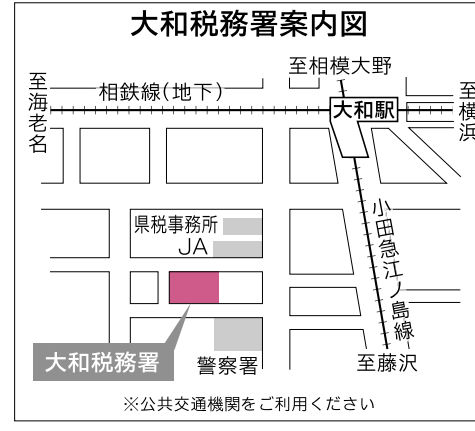 大和税務署案内図
至相模大野
至海老名
相鉄線(地下)
大和駅
至横浜
県税事務所
JA
小田急江ノ島線
大和税務署
警察署
至藤沢
※公共交通機関をご利用ください